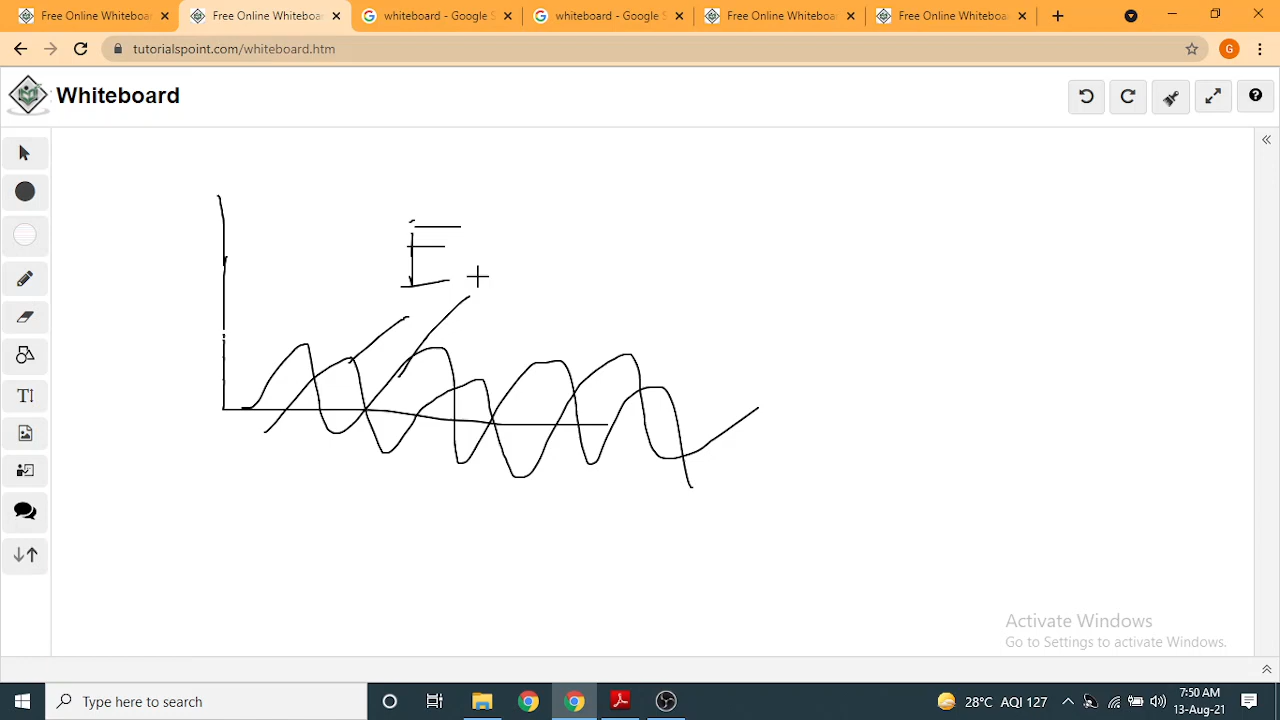 Free Online Whiteboa
Free Online Whiteboa
whiteboard - Google S
whiteboard - Google S
Free Online Whiteboa
Free Online Whiteboa
tutorialspoint.com/whiteboard.htm
G
Whiteboard
E
T
Activate Windows
Go to Settings to activate Windows.
Type here to search
28°C AQI 127
7:50 AM
13-Aug-21